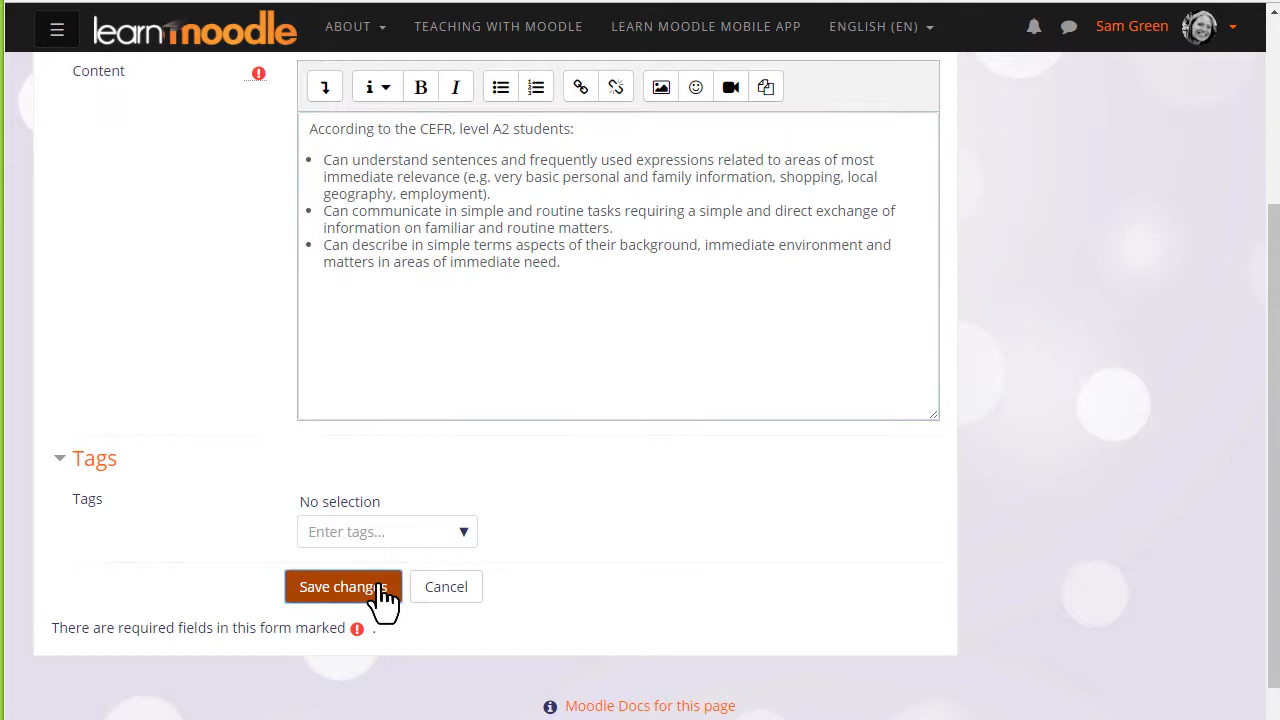 learn moodle ABOUT TEACHING WITH MOODLE LEARN MOODLE MOBILE APP ENGLISH (EN) Sam Green
Content
According to the CEFR, level A2 students:
Can understand sentences and frequently used expressions related to areas of most
immediate relevance (e.g. very basic personal and family information, shopping, local
geography, employment).
Can communicate in simple and routine tasks requiring a simple and direct exchange of
information on familiar and routine matters.
Can describe in simple terms aspects of their background, immediate environment and
matters in areas of immediate need.
Tags
Tags
No selection
Enter tags...
Save changes Cancel
There are required fields in this form marked .
Moodle Docs for this page